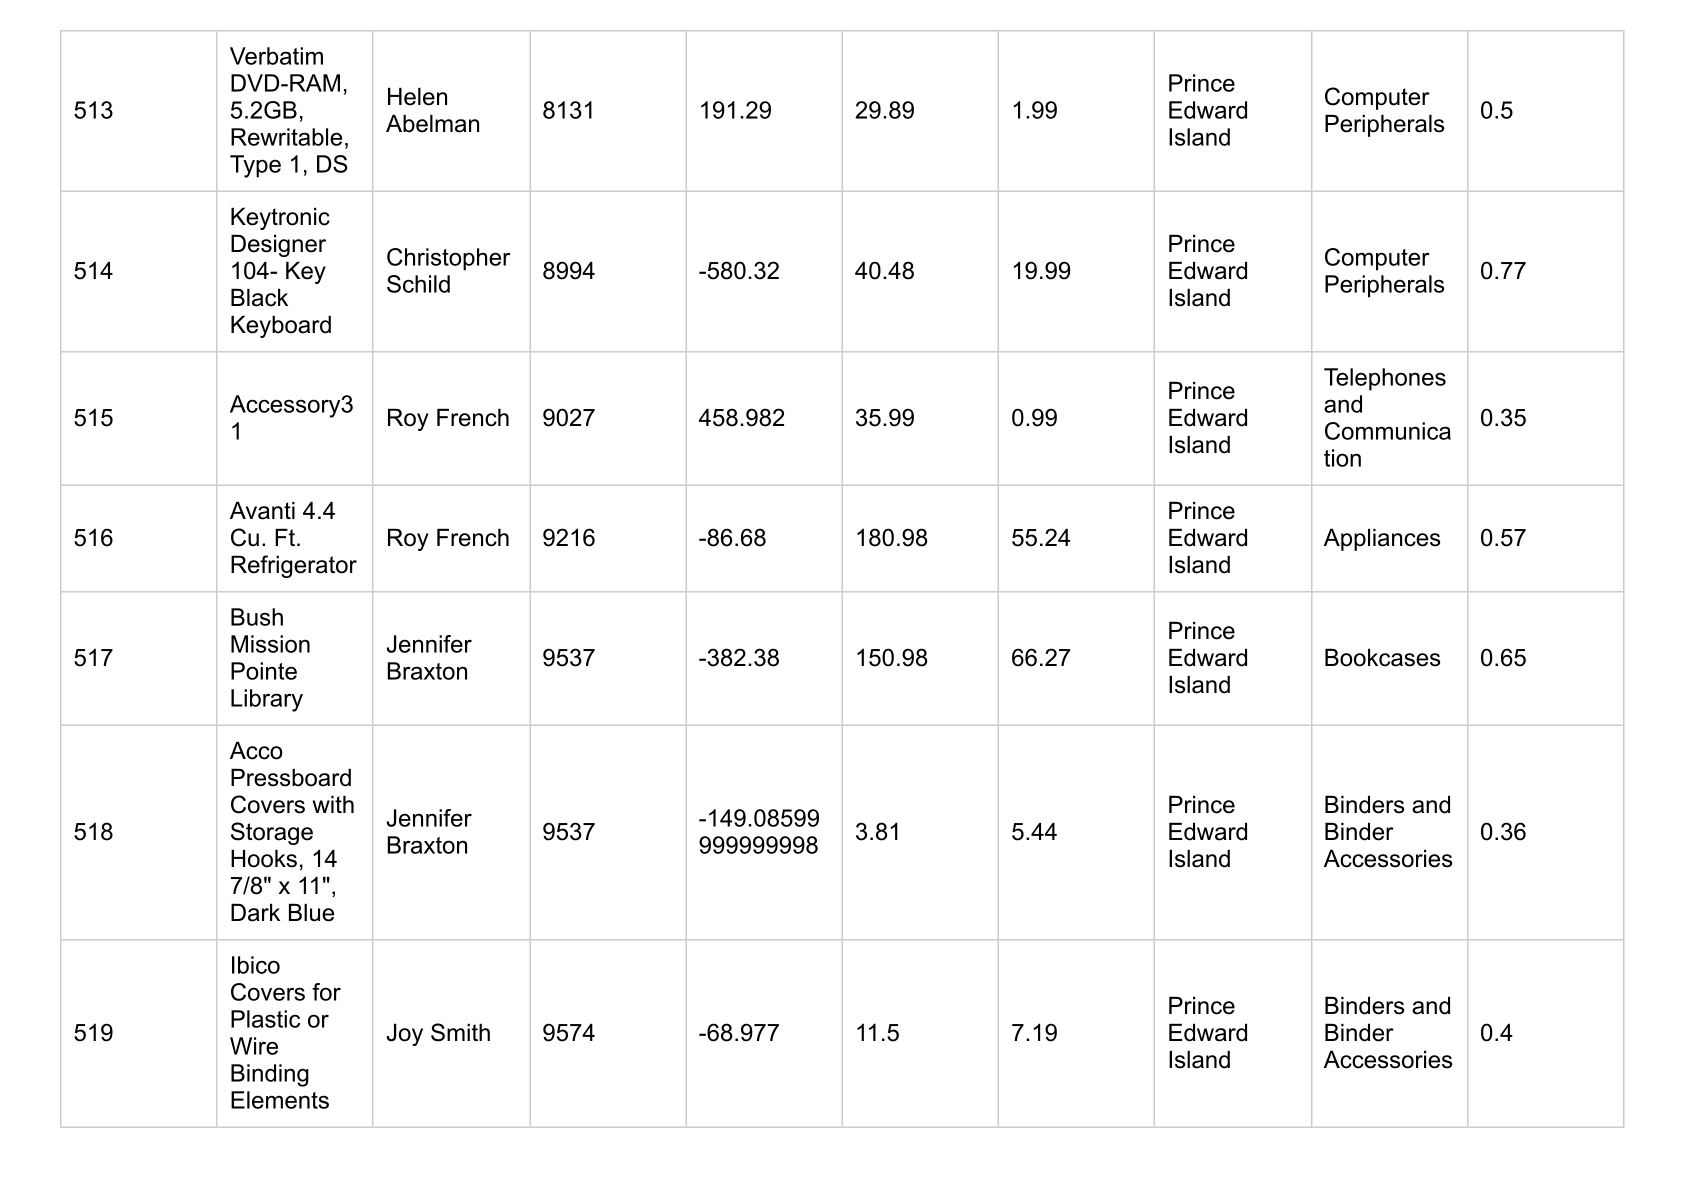 513
Verbatim
DVD-RAM,
5.2GB,
Rewritable,
Type 1, DS
Helen
Abelman
8131
191.29
29.89
1.99
Prince
Edward
Island
Computer
Peripherals
0.5
514
Keytronic
Designer
104- Key
Black
Keyboard
Christopher
Schild
8994
-580.32
40.48
19.99
Prince
Edward
Island
Computer
Peripherals
0.77
515
Accessory3
1
Roy French
9027
458.982
35.99
0.99
Prince
Edward
Island
Telephones
and
Communica
tion
0.35
516
Avanti 4.4
Cu. Ft.
Refrigerator
Roy French
9216
-86.68
180.98
55.24
Prince
Edward
Island
Appliances
0.57
517
Bush
Mission
Pointe
Library
Jennifer
Braxton
9537
-382.38
150.98
66.27
Prince
Edward
Island
Bookcases
0.65
518
Acco
Pressboard
Covers with
Storage
Hooks, 14
7/8" x 11",
Dark Blue
Jennifer
Braxton
9537
-149.08599
999999998
3.81
5.44
Prince
Edward
Island
Binders and
Binder
Accessories
0.36
519
Ibico
Covers for
Plastic or
Wire
Binding
Elements
Joy Smith
9574
-68.977
11.5
7.19
Prince
Edward
Island
Binders and
Binder
Accessories
0.4